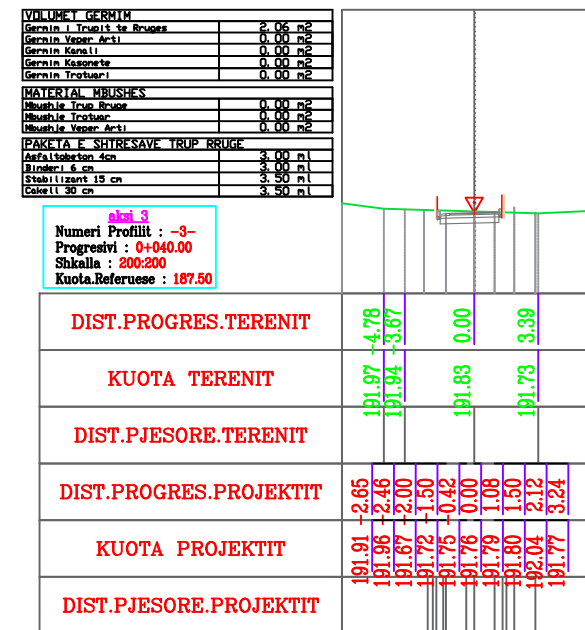 VOLUMET GERMIM
Germim i Trupit te Rruges 2.06 m2
Germim Veper Arti 0.00 m2
Germim Kanali 0.00 m2
Germim Kasonete 0.00 m2
Germim Trotuari 0.00 m2
MATERIAL MBUSHES
Mbushje Trup Rruge 0.00 m2
Mbushje Trotuar 0.00 m2
Mbushje Veper Arti 0.00 m2
PAKETA E SHTRESAVE TRUP RRUGE
Asfaltobeton 4cm 3.00 ml
Binderi 6 cm 3.00 ml
Stabilizant 15 cm 3.50 ml
Cakell 30 cm 3.50 ml
aksi 3
Numeri Profilit : -3-
Progresivi : 0+040.00
Shkalla : 200:200
Kuota.Referuese : 187.50
DIST.PROGRES.TERENIT -4.78 -3.67 0.00 3.39
KUOTA TERENIT 191.97 191.94 191.83 191.73
DIST.PJESORE.TERENIT
DIST.PROGRES.PROJEKTIT -2.65 -2.46 -2.00 -1.50 -0.42 0.00 1.08 1.50 2.12 3.24
KUOTA PROJEKTIT 191.91 191.96 191.67 191.72 191.75 191.76 191.79 191.80 192.04 191.77
DIST.PJESORE.PROJEKTIT